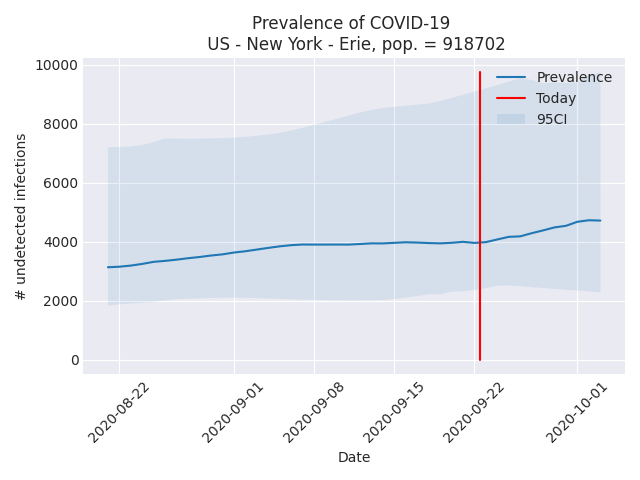 Prevalence of COVID-19
US - New York - Erie, pop. = 918702
10000
8000
6000
4000
2000
0
# undetected infections
Prevalence
Today
95CI
2020-08-22
2020-09-01
2020-09-08
2020-09-15
2020-09-22
2020-10-01
Date